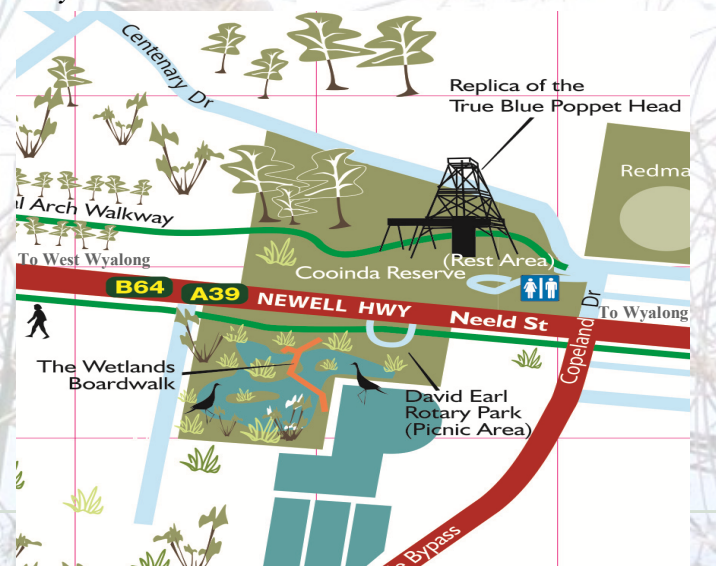 Centenary Dr
Replica of the
True Blue Poppet Head
Redma
l Arch Walkway
To West Wyalong
(Rest Area)
Cooinda Reserve
B64
A39
NEWELL HWY
Neeld St
Copeland Dr
To Wyalong
The Wetlands
Boardwalk
David Earl
Rotary Park
(Picnic Area)
Bypass